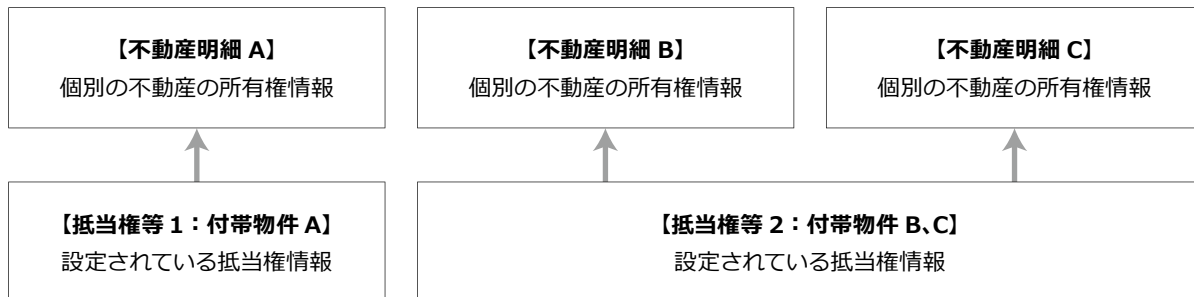 【不動産明細 A】
個別の不動産の所有権情報
【不動産明細 B】
個別の不動産の所有権情報
【不動産明細 C】
個別の不動産の所有権情報
【抵当権等 1：付帯物件 A】
設定されている抵当権情報
【抵当権等 2：付帯物件 B､C】
設定されている抵当権情報